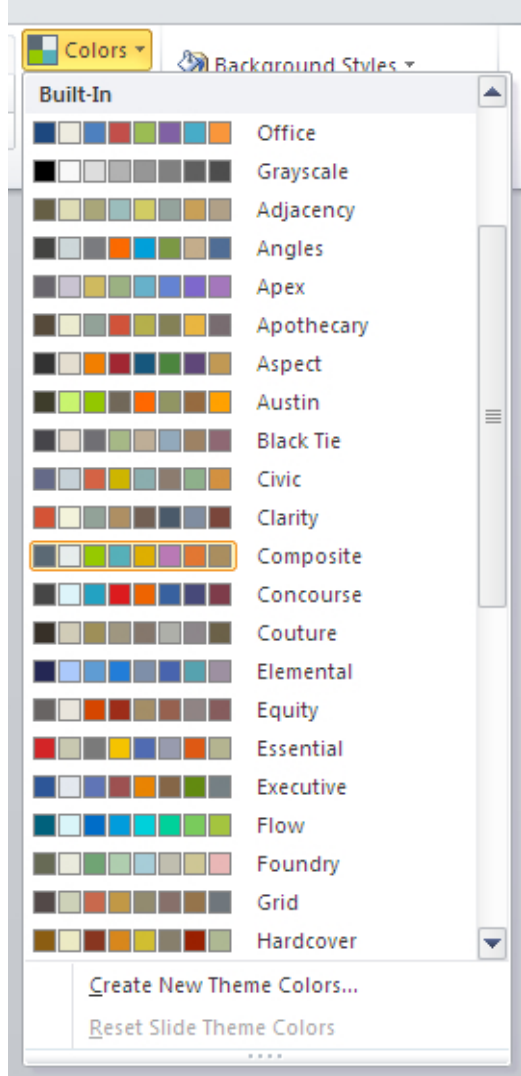 Colors
Background Styles
Built-In
Office
Grayscale
Adjacency
Angles
Apex
Apothecary
Aspect
Austin
Black Tie
Civic
Clarity
Composite
Concourse
Couture
Elemental
Equity
Essential
Executive
Flow
Foundry
Grid
Hardcover
Create New Theme Colors...
Reset Slide Theme Colors